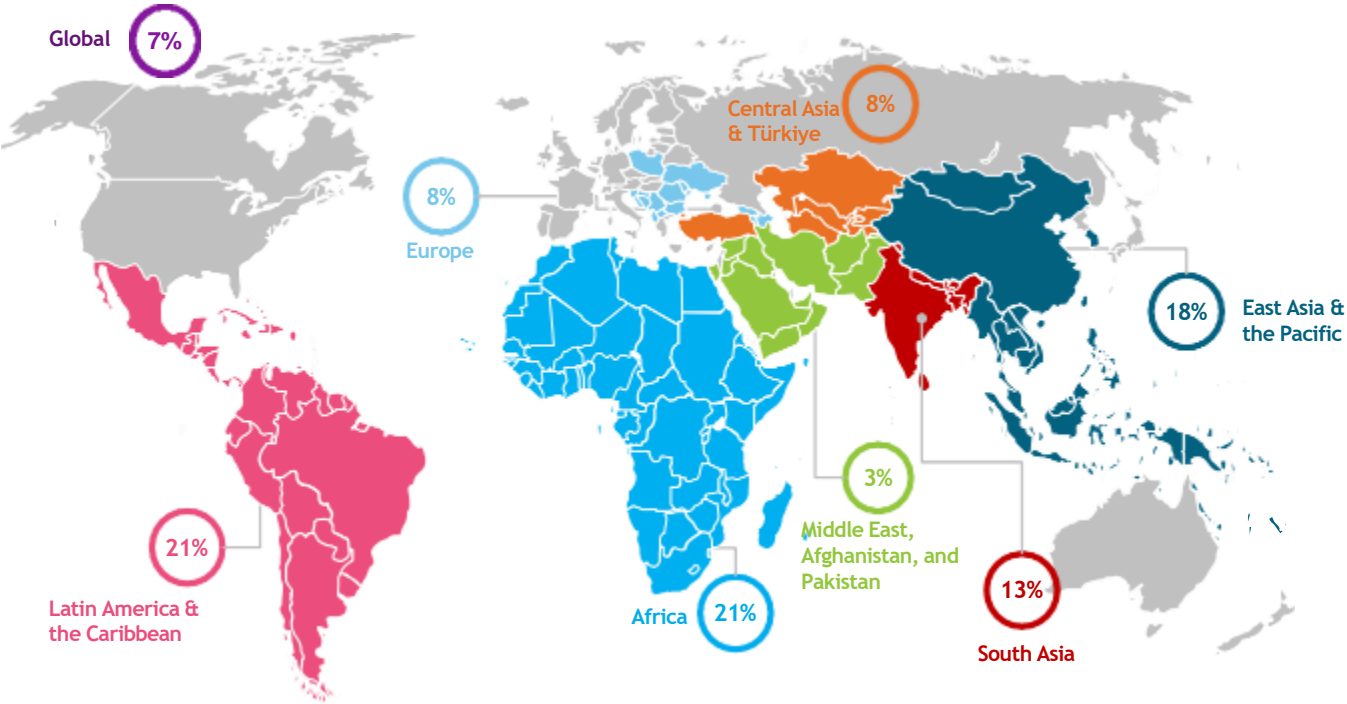 Global
7%
Central Asia
& Türkiye
8%
8%
Europe
18%
East Asia &
the Pacific
3%
Middle East,
Afghanistan, and
Pakistan
21%
Latin America &
the Caribbean
Africa
21%
13%
South Asia